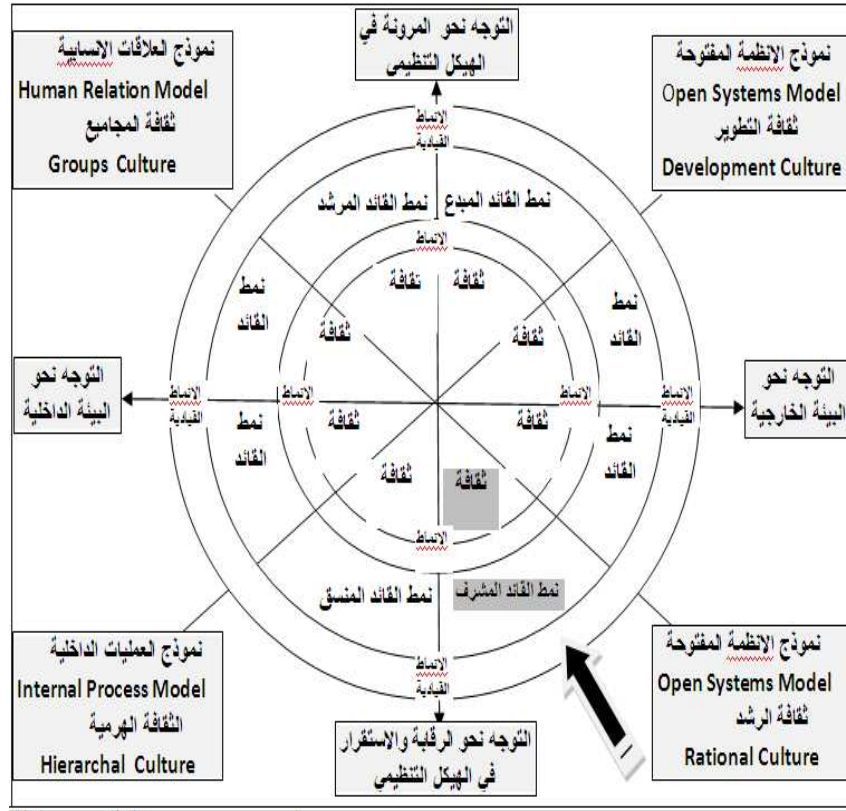 التوجه نحو المرونة في
الهيكل التنظيمي
نموذج الانظمة المفتوحة
Open Systems Model
ثقافة التطوير
Development Culture
نموذج العلاقات الانسابية
Human Relation Model
ثقافة المجاميع
Groups Culture
الانماط
القيادية
نمط القائد المبدع
نمط القائد المرشد
الانماط
ثقافة
ثقافة
نمط
القائد
نمط
القائد
ثقافة
ثقافة
التوجه نحو
البيئة الخارجية
الانماط
القيادية
الانماط
الانماط
الانماط
القيادية
التوجه نحو
البيئة الداخلية
ثقافة
ثقافة
نمط
القائد
نمط
القائد
ثقافة
ثقافة
الانماط
نمط القائد المشرف
نمط القائد المنسق
الانماط
القيادية
نموذج الانظمة المفتوحة
Open Systems Model
ثقافة الرشد
Rational Culture
نموذج العمليات الداخلية
Internal Process Model
الثقافة الهرمية
Hierarchal Culture
التوجه نحو الرقابة والاستقرار
في الهيكل التنظيمي